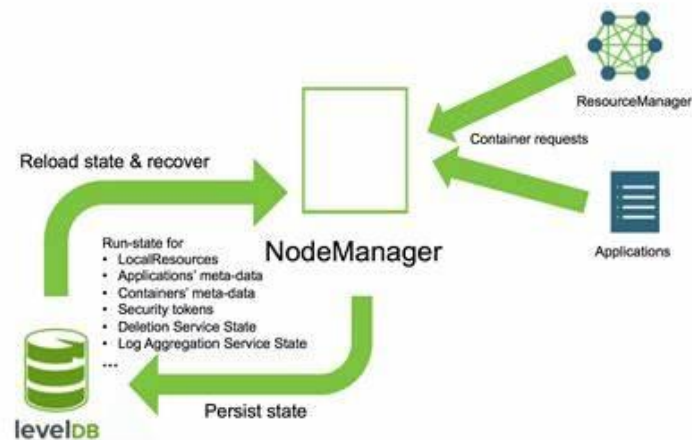 ResourceManager
Container requests
Reload state & recover
Applications
NodeManager
Run-state for
• LocalResources
• Applications' meta-data
• Containers' meta-data
• Security tokens
• Deletion Service State
• Log Aggregation Service State
...
Persist state
levelDB